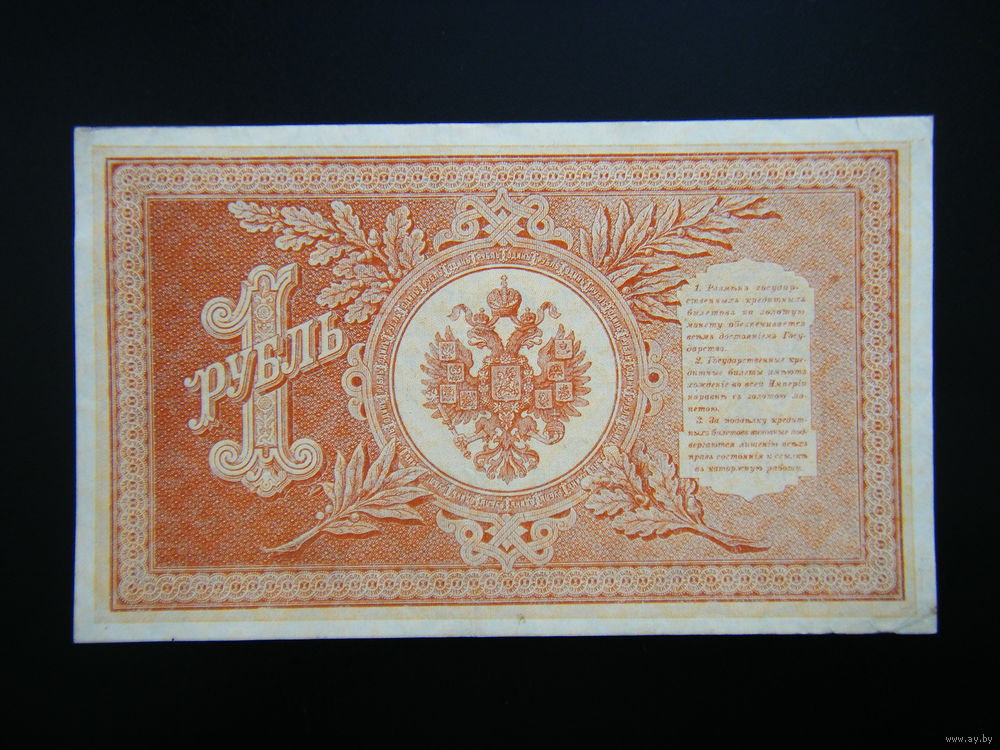 1
РУБЛЬ
1. Размѣнъ государ-
ственныхъ кредитныхъ
билетовъ на золотую
монету обезпечивается
всѣмъ достояніемъ Госу-
дарства.
2. Государственные кре-
дитные билеты имѣютъ
хожденіе во всей Имперіи
наравнѣ съ золотою мо-
нетою.
3. За поддѣлку кредит-
ныхъ билетовъ виновные под-
вергаются лишенію всѣхъ
правъ состоянія и ссылкѣ
въ каторжную работу.
www.ay.by